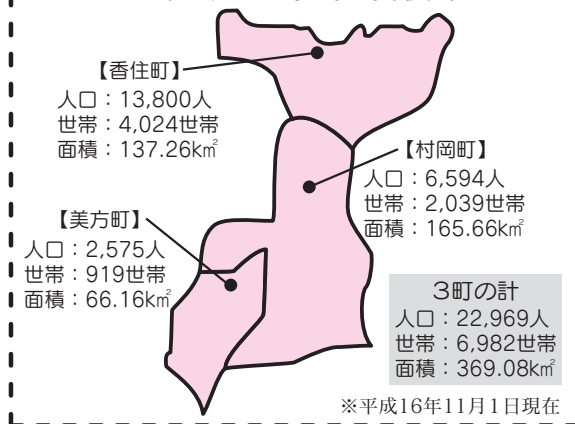 【香住町】
人口：13,800人
世帯：4,024世帯
面積：137.26k㎡
【村岡町】
人口：6,594人
世帯：2,039世帯
面積：165.66k㎡
【美方町】
人口：2,575人
世帯：919世帯
面積：66.16k㎡
3町の計
人口：22,969人
世帯：6,982世帯
面積：369.08k㎡
※平成16年11月1日現在